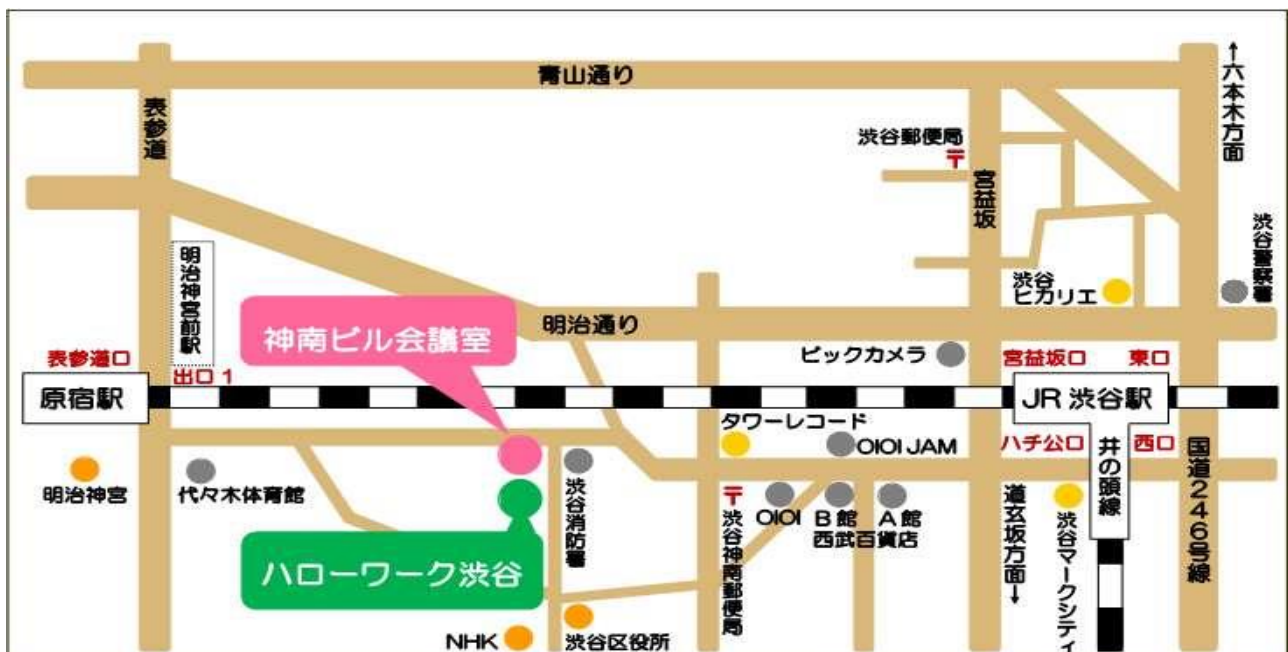 青山通り
↑六本木方面
表参道
渋谷郵便局
〒
宮益坂
明治神宮前駅
渋谷警察署
渋谷
ヒカリエ
明治通り
神南ビル会議室
ビックカメラ
宮益坂口
東口
表参道口
出口1
原宿駅
JR 渋谷駅
タワーレコード
OIOI JAM
ハチ公口
西口
井の頭線
国道246号線
明治神宮
代々木体育館
渋谷消防署
〒
渋谷神南郵便局
OIOI
B館
A館
西武百貨店
道玄坂方面→
渋谷マークシティ
ハローワーク渋谷
NHK
渋谷区役所